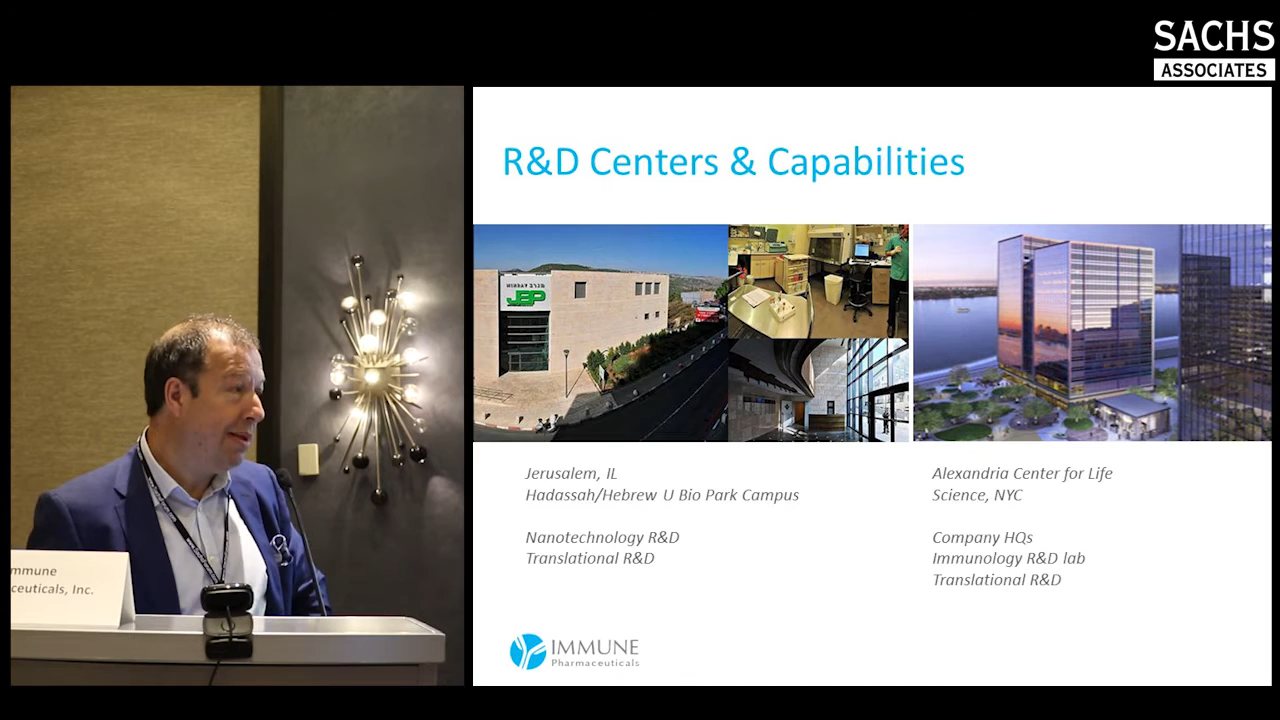 SACHS
ASSOCIATES
R&D Centers & Capabilities
JBP
Jerusalem, IL
Hadassah/Hebrew U Bio Park Campus
Nanotechnology R&D
Translational R&D
Alexandria Center for Life
Science, NYC
Company HQs
Immunology R&D lab
Translational R&D
IMMUNE
Pharmaceuticals
mmune
ceuticals, Inc.